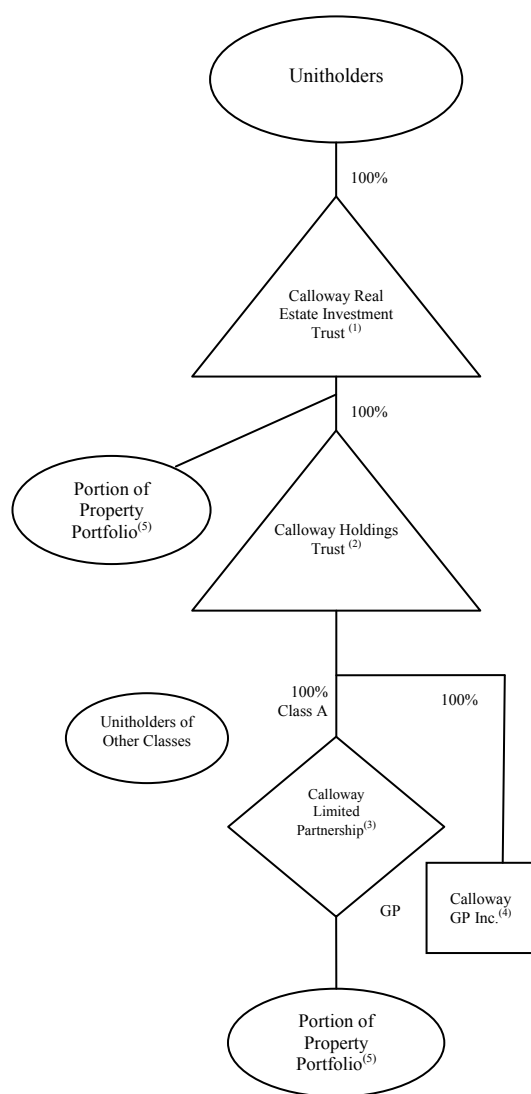 Unitholders
100%
Calloway Real
Estate Investment
Trust (1)
100%
Portion of
Property
Portfolio(5)
Calloway Holdings
Trust (2)
100%
Class A
100%
Unitholders of
Other Classes
Calloway
Limited
Partnership(3)
Calloway
GP Inc.(4)
GP
Portion of
Property
Portfolio(5)